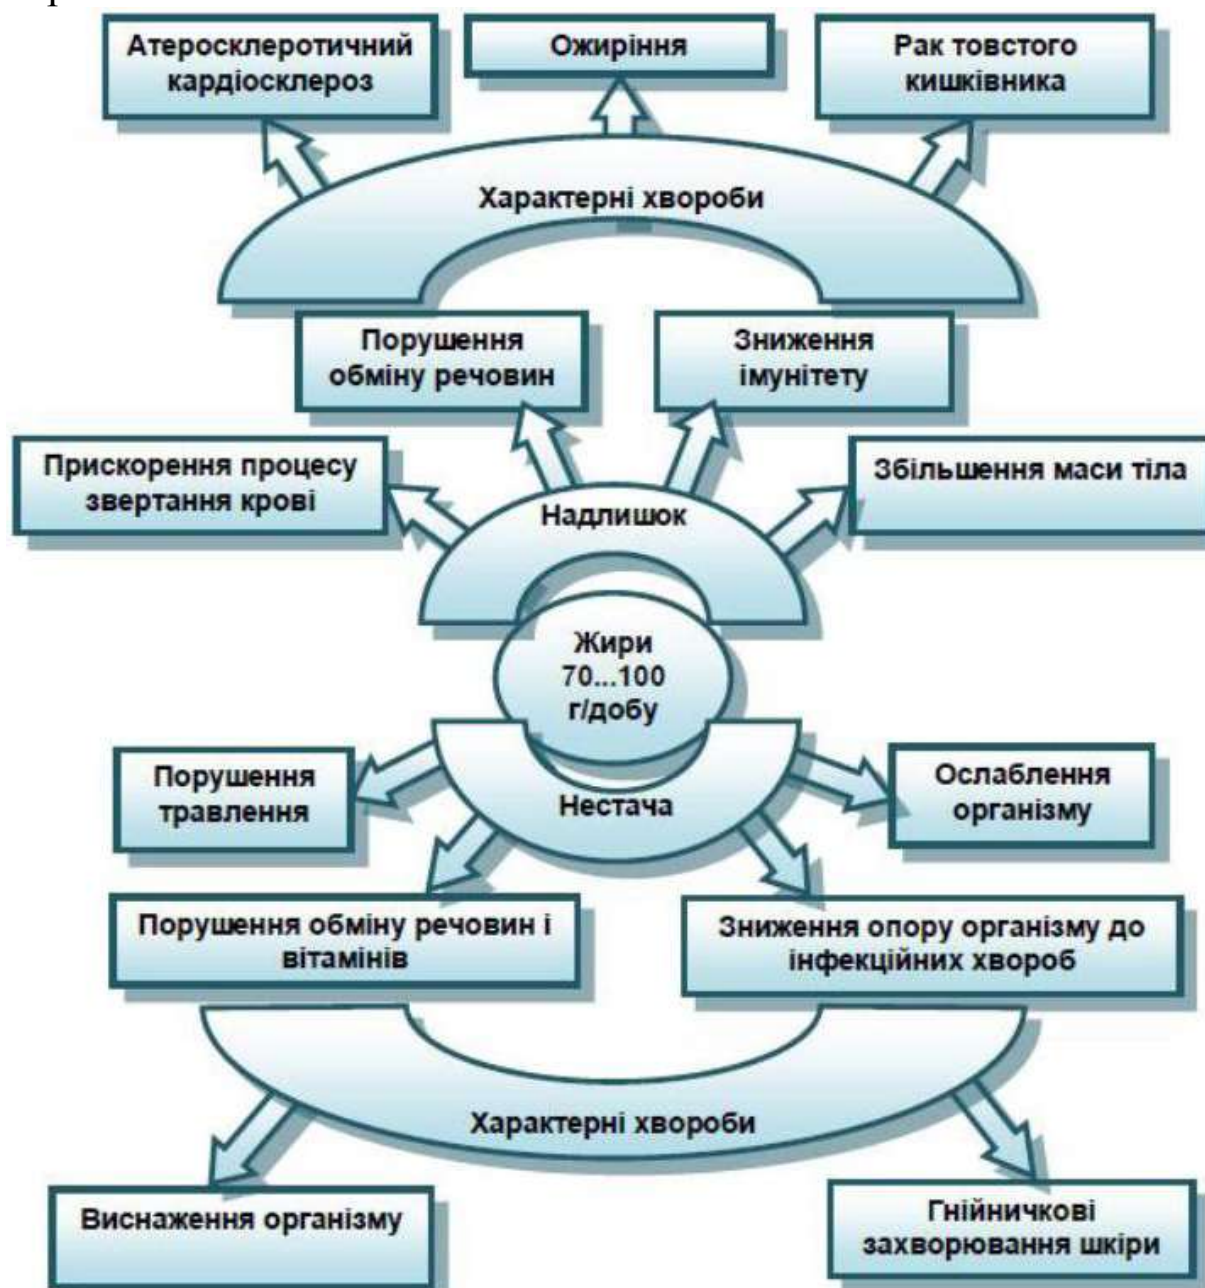 Атеросклеротичний
кардіосклероз
Ожиріння
Рак товстого
кишківника
Характерні хвороби
Порушення
обміну речовин
Зниження
імунітету
Прискорення процесу
звертання крові
Надлишок
Збільшення маси тіла
Жири
70...100
г/добу
Порушення
травлення
Нестача
Ослаблення
організму
Порушення обміну речовин і
вітамінів
Зниження опору організму до
інфекційних хвороб
Характерні хвороби
Виснаження організму
Гнійничкові
захворювання шкіри